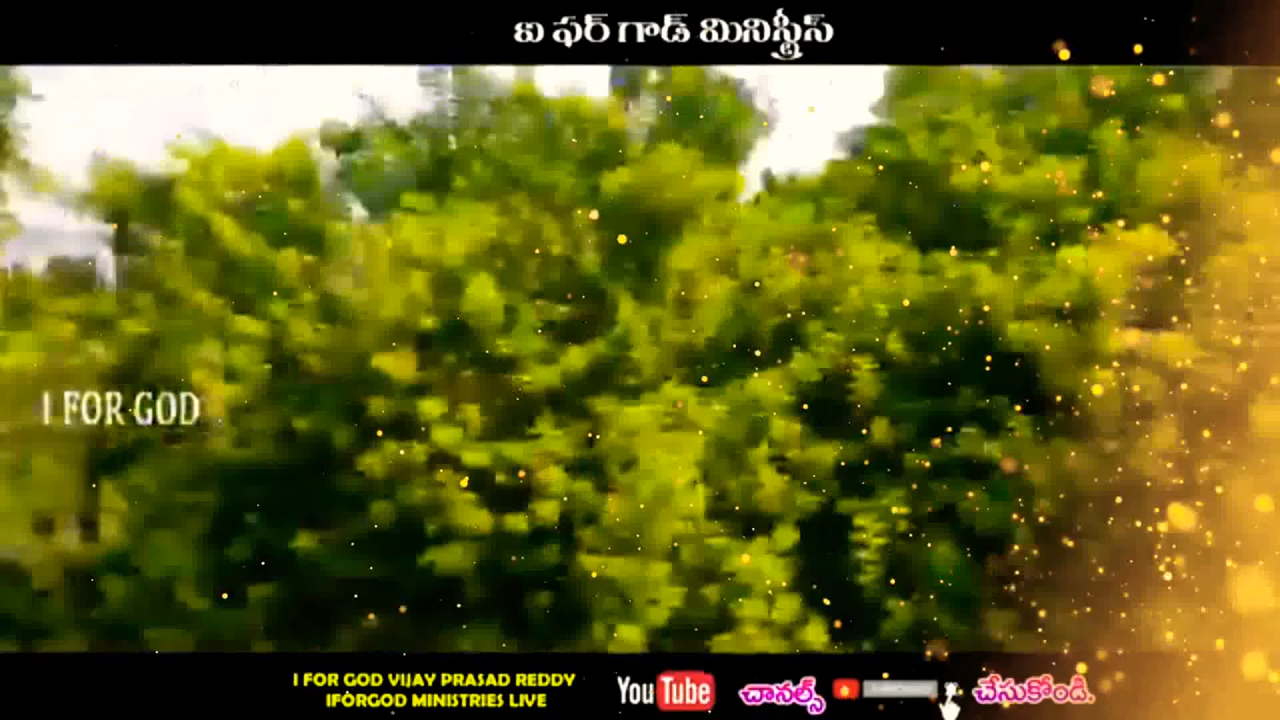 ఐ ఫర్ గాడ్ మినిస్ట్రీస్
I FOR GOD
I FOR GOD VIJAY PRASAD REDDY
IFORGOD MINISTRIES LIVE
YouTube చానల్స్ చేసుకోండి.